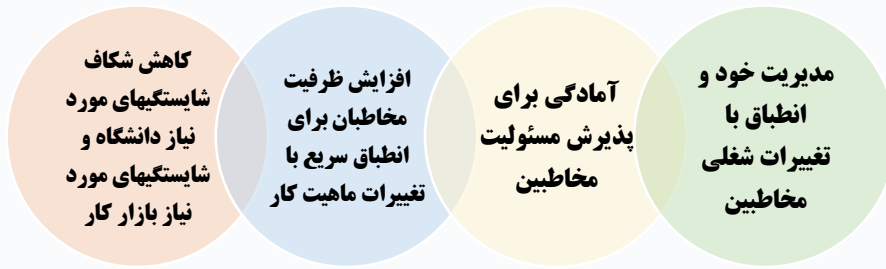 مدیریت خود و
انطباق با
تغییرات شغلی
مخاطبین
آمادگی برای
پذیرش مسئولیت
مخاطبین
افزایش ظرفیت
مخاطبان برای
انطباق سریع با
تغییرات ماهیت کار
کاهش شکاف
شایستگیهای مورد
نیاز دانشگاه و
شایستگیهای مورد
نیاز بازار کار